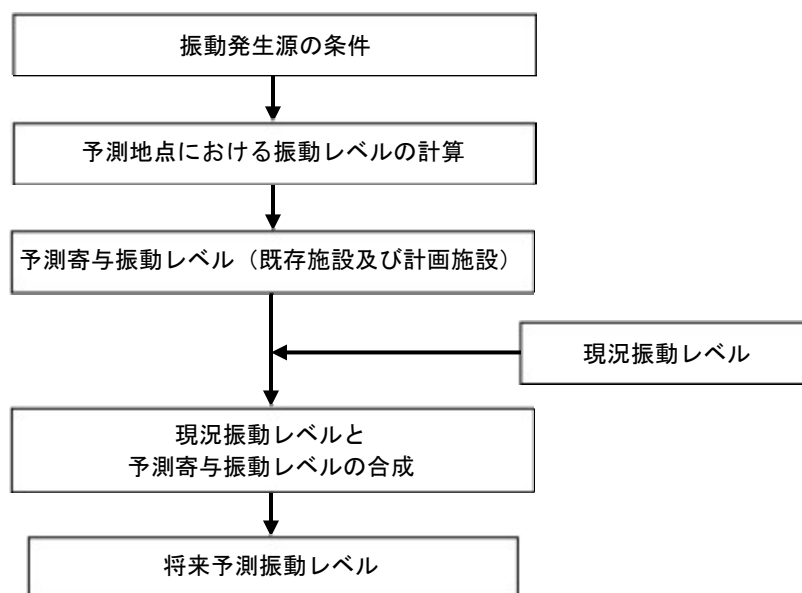 振動発生源の条件
予測地点における振動レベルの計算
予測寄与振動レベル（既存施設及び計画施設）
現況振動レベル
現況振動レベルと
予測寄与振動レベルの合成
将来予測振動レベル